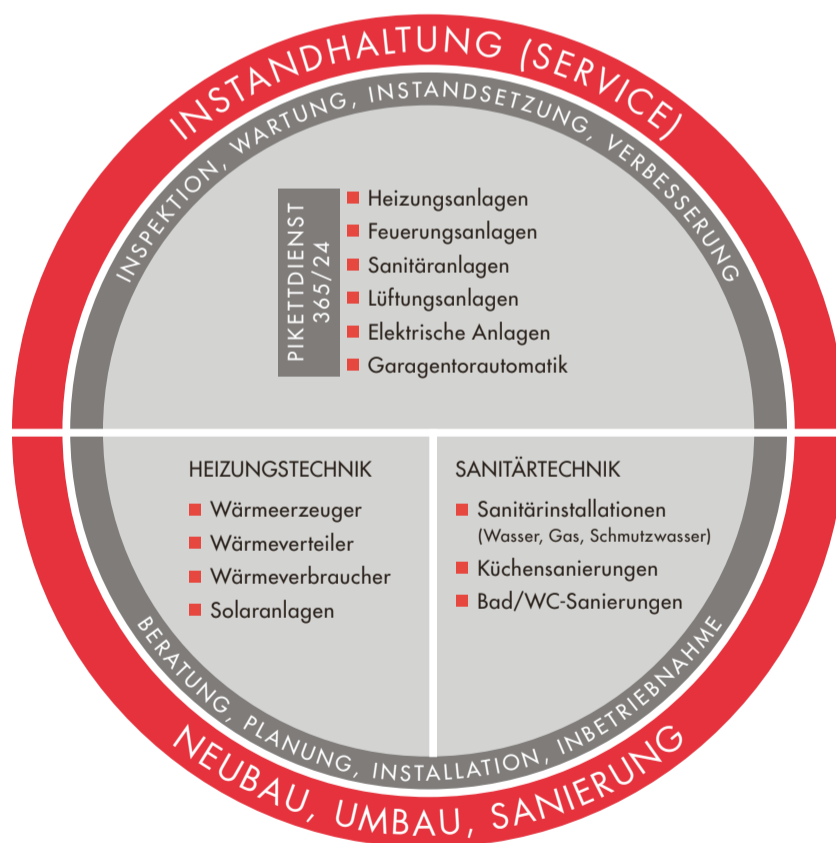 INSTANDHALTUNG (SERVICE)
INSPEKTION, WARTUNG, INSTANDSETZUNG, VERBESSERUNG
PIKETTDIENST
365/24
Heizungsanlagen
Feuerungsanlagen
Sanitäranlagen
Lüftungsanlagen
Elektrische Anlagen
Garagentorautomatik
HEIZUNGSTECHNIK
Wärmeerzeuger
Wärmeverteiler
Wärmeverbraucher
Solaranlagen
SANITÄRTECHNIK
Sanitärinstallationen
(Wasser, Gas, Schmutzwasser)
Küchensanierungen
Bad/WC-Sanierungen
BERATUNG, PLANUNG, INSTALLATION, INBETRIEBNAHME
NEUBAU, UMBAU, SANIERUNG